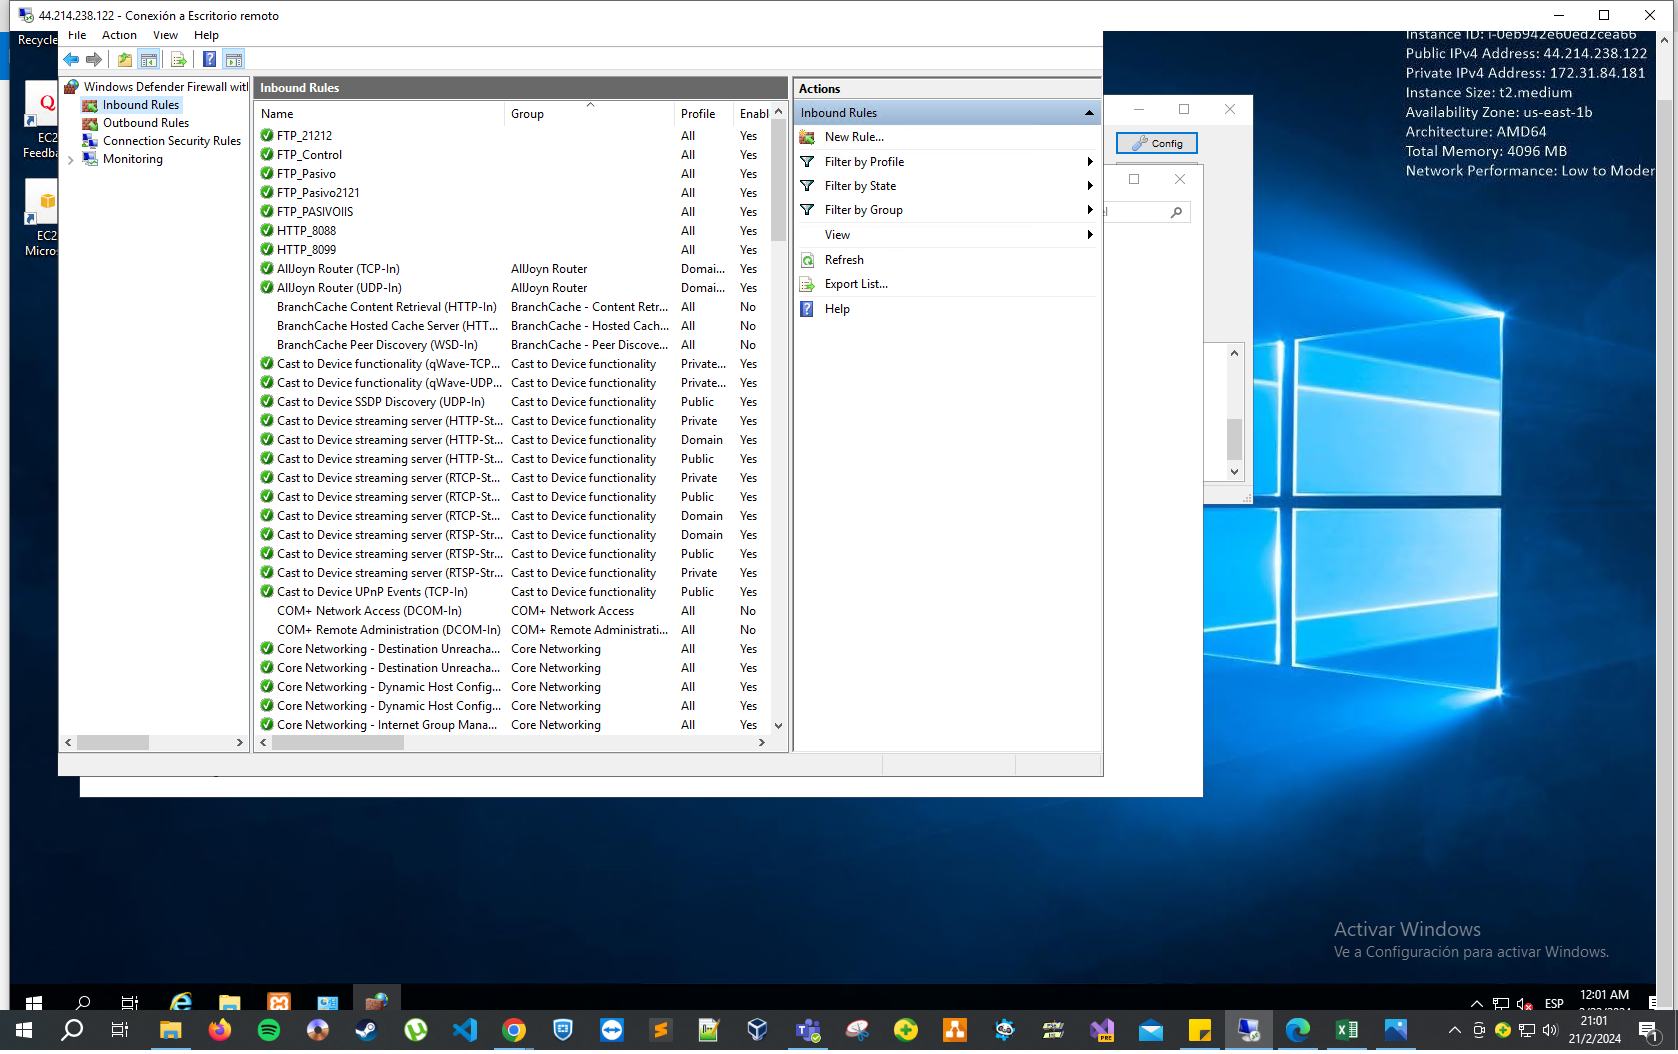 44.214.238.122 - Conexión a Escritorio remoto
Recycle
File Action View Help
Instance ID: i-0eb942e60ed2cea66
Public IPv4 Address: 44.214.238.122
Private IPv4 Address: 172.31.84.181
Instance Size: t2.medium
Availability Zone: us-east-1b
Architecture: AMD64
Total Memory: 4096 MB
Network Performance: Low to Moder
EC2
Feedba
EC2
Micro
Windows Defender Firewall with
Inbound Rules
Outbound Rules
Connection Security Rules
Monitoring
Inbound Rules
Name Group Profile Enabl
FTP_21212 All Yes
FTP_Control All Yes
FTP_Pasivo All Yes
FTP_Pasivo2121 All Yes
FTP_PASIVOIIS All Yes
HTTP_8088 All Yes
HTTP_8099 All Yes
AllJoyn Router (TCP-In) AllJoyn Router Domai... Yes
AllJoyn Router (UDP-In) AllJoyn Router Domai... Yes
BranchCache Content Retrieval (HTTP-In) BranchCache - Content Retr... All No
BranchCache Hosted Cache Server (HTT... BranchCache - Hosted Cach... All No
BranchCache Peer Discovery (WSD-In) BranchCache - Peer Discove... All No
Cast to Device functionality (qWave-TCP... Cast to Device functionality Private... Yes
Cast to Device functionality (qWave-UDP... Cast to Device functionality Private... Yes
Cast to Device SSDP Discovery (UDP-In) Cast to Device functionality Public Yes
Cast to Device streaming server (HTTP-St... Cast to Device functionality Private Yes
Cast to Device streaming server (HTTP-St... Cast to Device functionality Domain Yes
Cast to Device streaming server (HTTP-St... Cast to Device functionality Public Yes
Cast to Device streaming server (RTCP-St... Cast to Device functionality Private Yes
Cast to Device streaming server (RTCP-St... Cast to Device functionality Public Yes
Cast to Device streaming server (RTCP-St... Cast to Device functionality Domain Yes
Cast to Device streaming server (RTSP-Str... Cast to Device functionality Domain Yes
Cast to Device streaming server (RTSP-Str... Cast to Device functionality Public Yes
Cast to Device streaming server (RTSP-Str... Cast to Device functionality Private Yes
Cast to Device UPnP Events (TCP-In) Cast to Device functionality Public Yes
COM+ Network Access (DCOM-In) COM+ Network Access All No
COM+ Remote Administration (DCOM-In) COM+ Remote Administrati... All No
Core Networking - Destination Unreacha... Core Networking All Yes
Core Networking - Destination Unreacha... Core Networking All Yes
Core Networking - Dynamic Host Config... Core Networking All Yes
Core Networking - Dynamic Host Config... Core Networking All Yes
Core Networking - Internet Group Mana... Core Networking All Yes
Actions
Inbound Rules
New Rule...
Filter by Profile
Filter by State
Filter by Group
View
Refresh
Export List...
Help
Config
Activar Windows
Ve a Configuración para activar Windows.
ESP
12:01 AM
21:01
21/2/2024
1